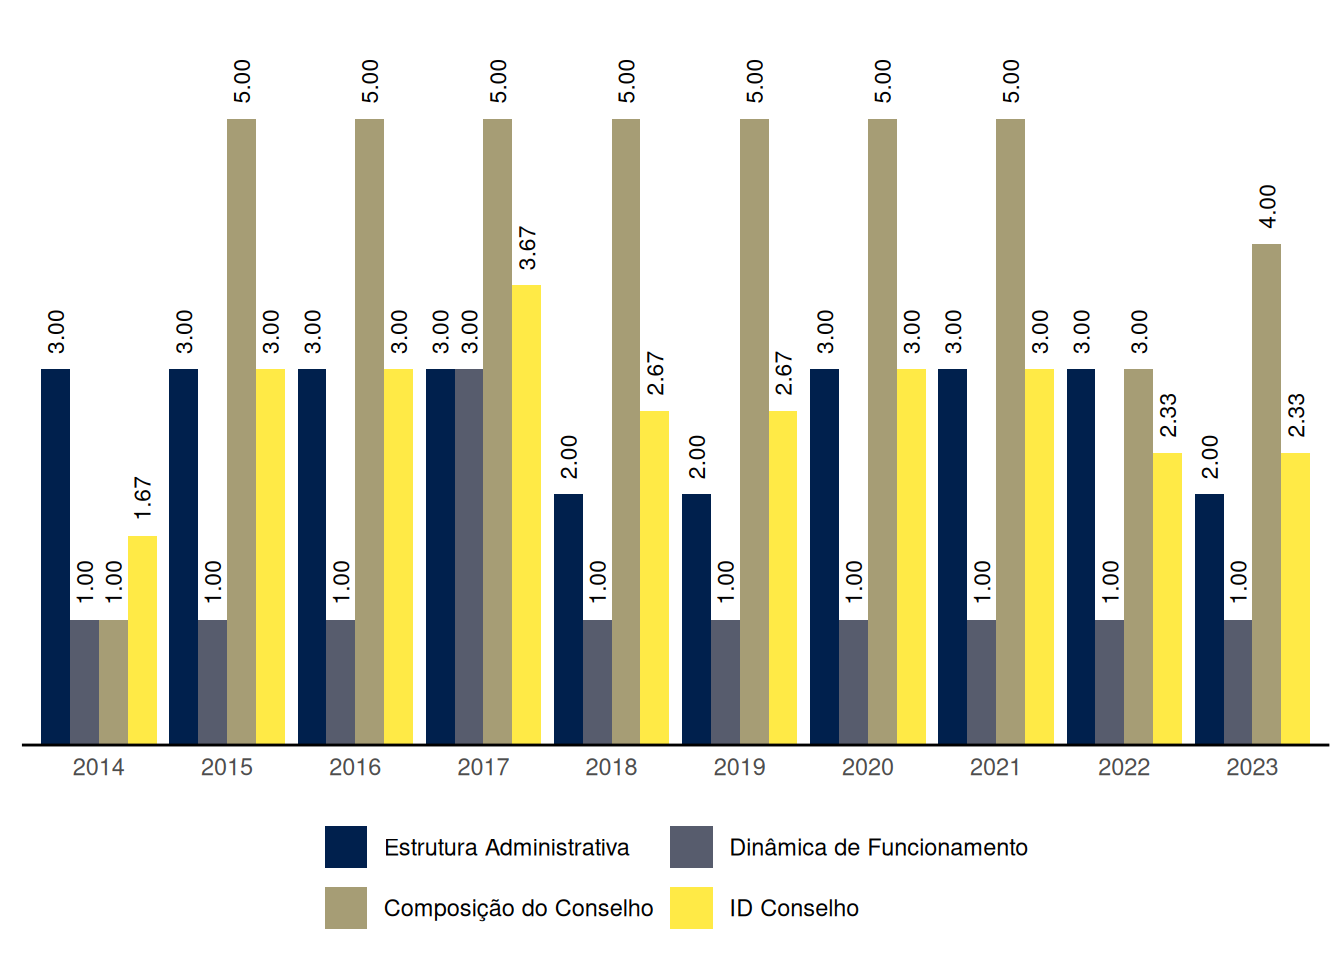 3.00 1.00 1.00 1.67 3.00 1.00 5.00 3.00 3.00 1.00 5.00 3.00 3.00 3.00 5.00 3.67 2.00 1.00 5.00 2.67 2.00 1.00 5.00 2.67 3.00 1.00 5.00 3.00 3.00 1.00 5.00 3.00 3.00 1.00 3.00 2.33 2.00 1.00 4.00 2.33
2014 2015 2016 2017 2018 2019 2020 2021 2022 2023
Estrutura Administrativa Dinâmica de Funcionamento
Composição do Conselho ID Conselho